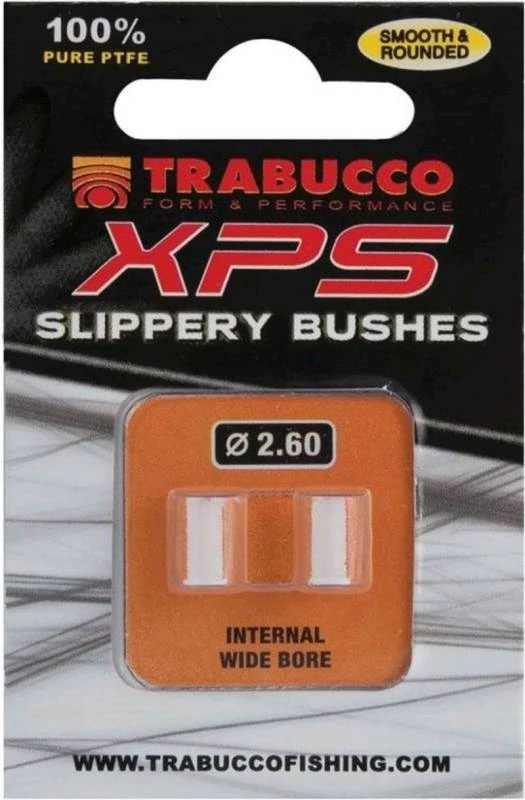 100%
PURE PTFE
SMOOTH &
ROUNDED
TRABUCCO
FORM & PERFORMANCE
XPS
SLIPPERY BUSHES
Ø 2.60
INTERNAL
WIDE BORE
WWW.TRABUCCOFISHING.COM